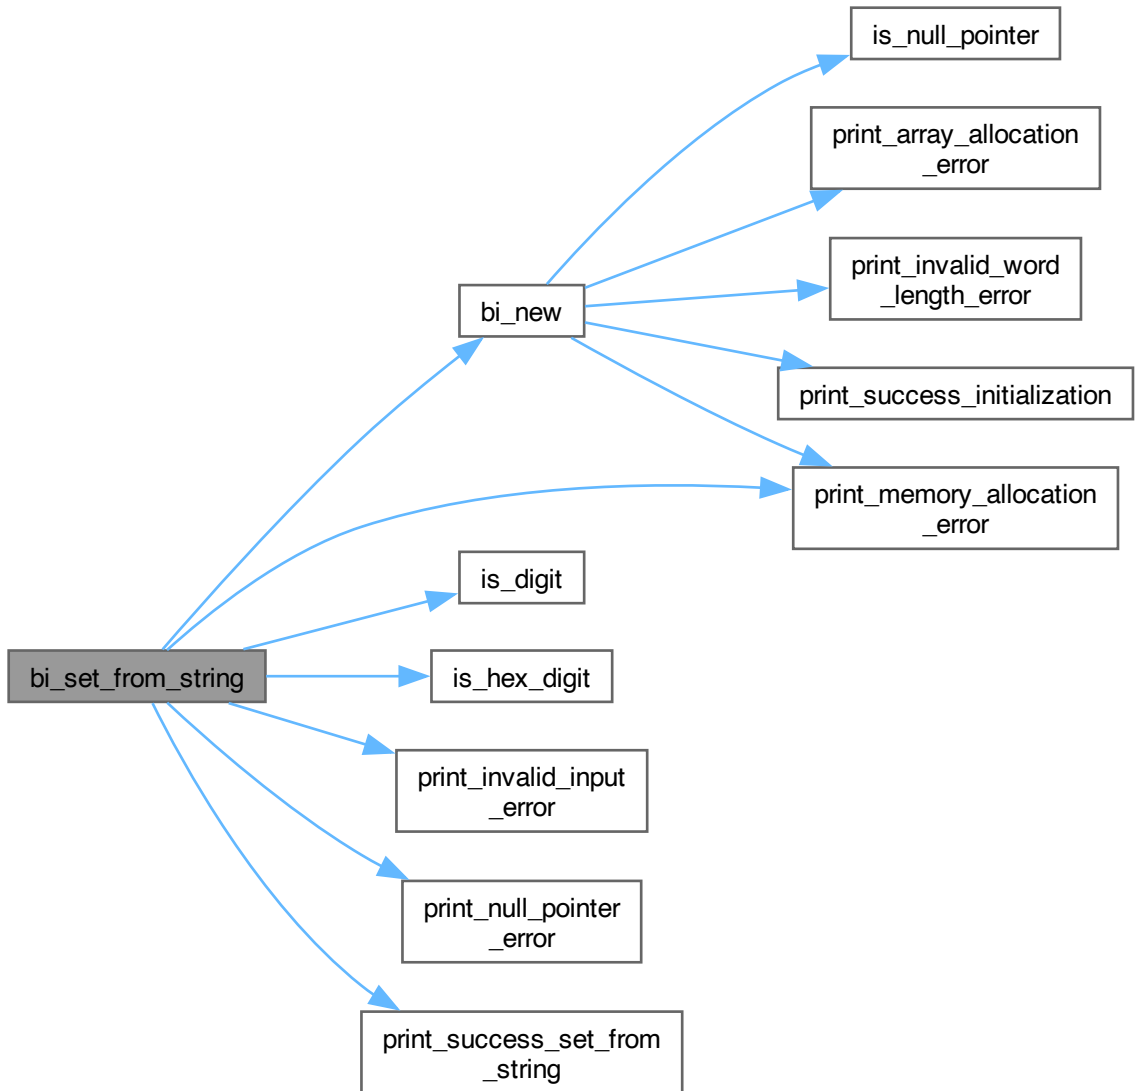 is_null_pointer
print_array_allocation
_error
print_invalid_word
_length_error
bi_new
print_success_initialization
print_memory_allocation
_error
is_digit
bi_set_from_string
is_hex_digit
print_invalid_input
_error
print_null_pointer
_error
print_success_set_from
_string